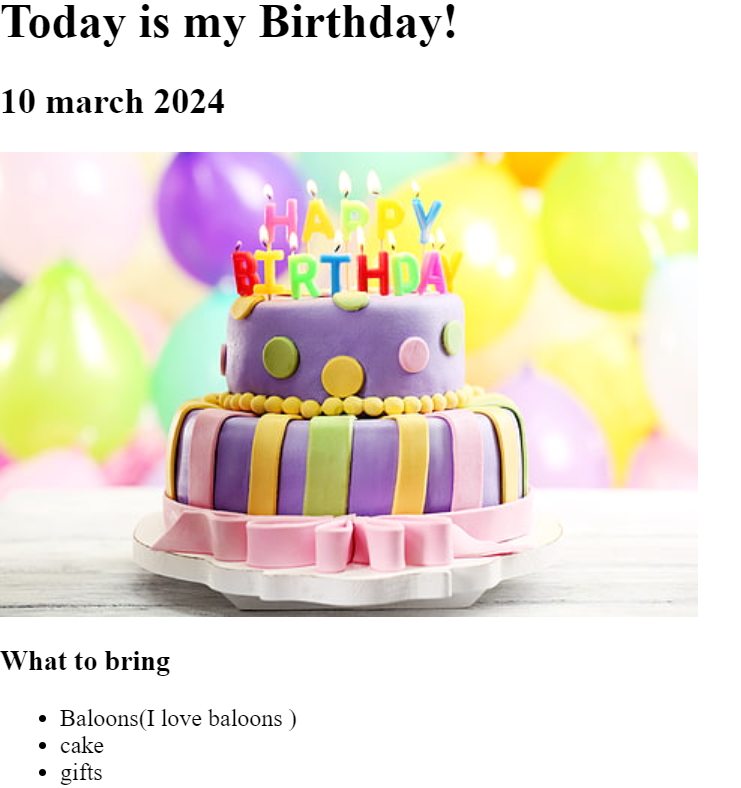 Today is my Birthday!
10 march 2024
HAPPY
BIRTHDAY
What to bring
Baloons(I love baloons )
cake
gifts